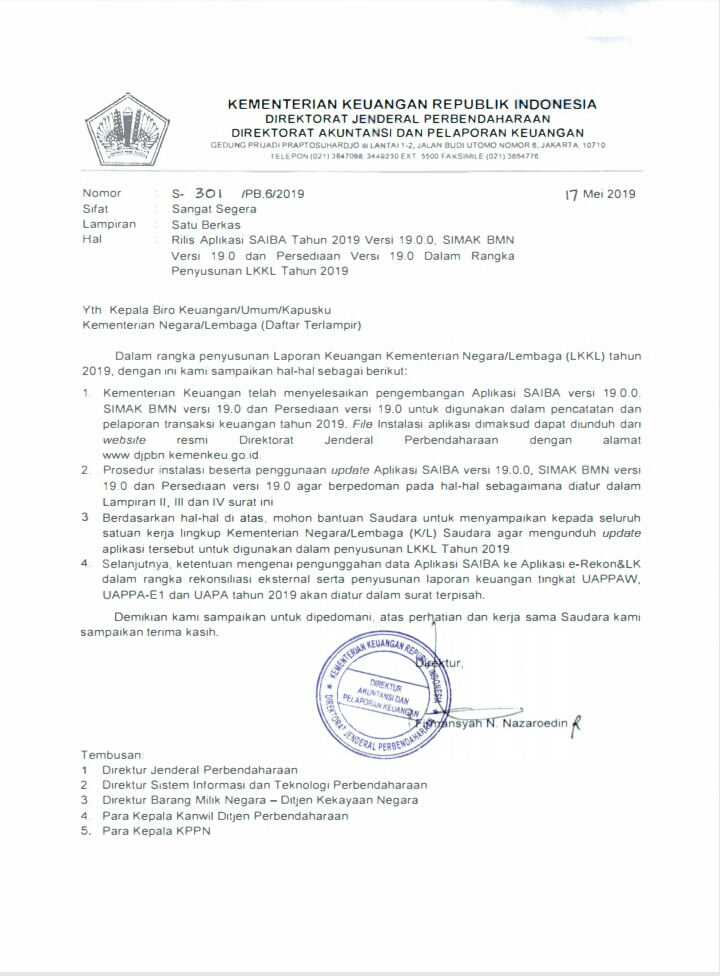 KEMENTERIAN KEUANGAN REPUBLIK INDONESIA
DIREKTORAT JENDERAL PERBENDAHARAAN
DIREKTORAT AKUNTANSI DAN PELAPORAN KEUANGAN
GEDUNG PRIJADI PRAPTOSUHARDJO III LANTAI 1-2, JALAN BUDI UTOMO NOMOR 6, JAKARTA 10710
TELEPON (021) 3847068, 3449230 EXT. 5500 FAKSIMILE (021) 3864776
Nomor : S- 301 /PB.6/2019 17 Mei 2019
Sifat : Sangat Segera
Lampiran : Satu Berkas
Hal : Rilis Aplikasi SAIBA Tahun 2019 Versi 19.0.0, SIMAK BMN
Versi 19.0 dan Persediaan Versi 19.0 Dalam Rangka
Penyusunan LKKL Tahun 2019
Yth Kepala Biro Keuangan/Umum/Kapusku
Kementerian Negara/Lembaga (Daftar Terlampir)
Dalam rangka penyusunan Laporan Keuangan Kementerian Negara/Lembaga (LKKL) tahun
2019, dengan ini kami sampaikan hal-hal sebagai berikut:
1. Kementerian Keuangan telah menyelesaikan pengembangan Aplikasi SAIBA versi 19.0.0,
SIMAK BMN versi 19.0 dan Persediaan versi 19.0 untuk digunakan dalam pencatatan dan
pelaporan transaksi keuangan tahun 2019. File Instalasi aplikasi dimaksud dapat diunduh dari
website resmi Direktorat Jenderal Perbendaharaan dengan alamat
www.djpbn.kemenkeu.go.id.
2. Prosedur instalasi beserta penggunaan update Aplikasi SAIBA versi 19.0.0, SIMAK BMN versi
19.0 dan Persediaan versi 19.0 agar berpedoman pada hal-hal sebagaimana diatur dalam
Lampiran II, III dan IV surat ini
3. Berdasarkan hal-hal di atas, mohon bantuan Saudara untuk menyampaikan kepada seluruh
satuan kerja lingkup Kementerian Negara/Lembaga (K/L) Saudara agar mengunduh update
aplikasi tersebut untuk digunakan dalam penyusunan LKKL Tahun 2019.
4. Selanjutnya, ketentuan mengenai pengunggahan data Aplikasi SAIBA ke Aplikasi e-Rekon&LK
dalam rangka rekonsiliasi eksternal serta penyusunan laporan keuangan tingkat UAPPAW,
UAPPA-E1 dan UAPA tahun 2019 akan diatur dalam surat terpisah.
Demikian kami sampaikan untuk dipedomani, atas perhatian dan kerja sama Saudara kami
sampaikan terima kasih.
Direktur,
KEMENTERIAN KEUANGAN REPUBLIK INDONESIA
DIREKTUR
AKUNTANSI DAN
PELAPORAN KEUANGAN
DIREKTORAT JENDERAL PERBENDAHARAAN
Firmansyah N. Nazaroedin
Tembusan:
1 Direktur Jenderal Perbendaharaan
2 Direktur Sistem Informasi dan Teknologi Perbendaharaan
3. Direktur Barang Milik Negara – Ditjen Kekayaan Negara
4. Para Kepala Kanwil Ditjen Perbendaharaan
5. Para Kepala KPPN